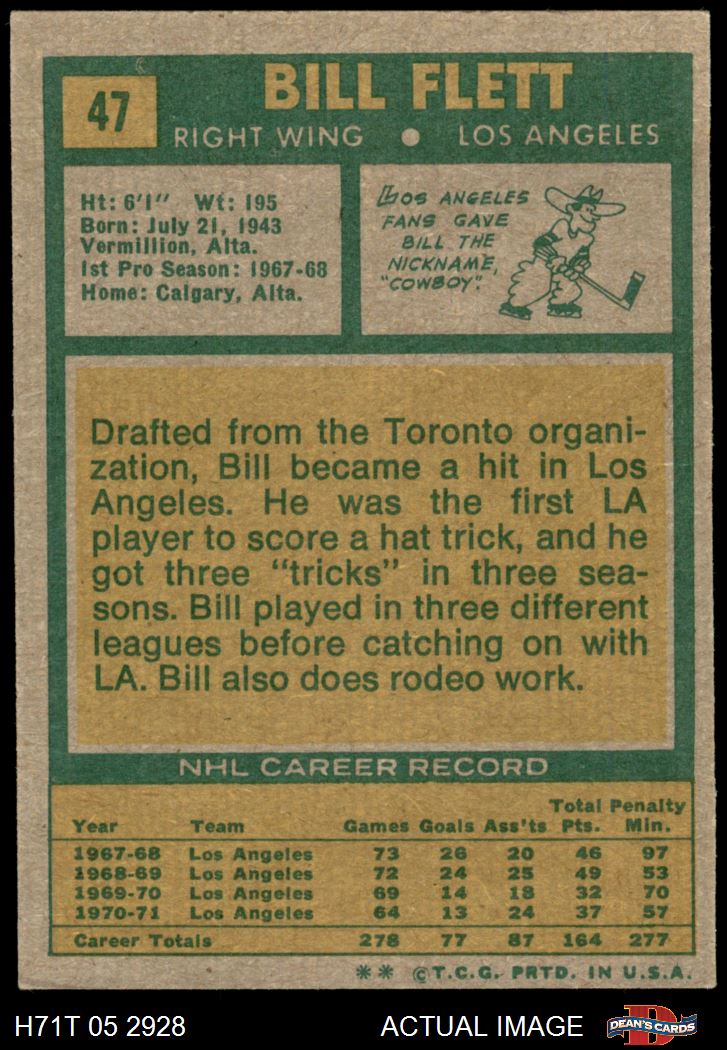 47
BILL FLETT
RIGHT WING ● LOS ANGELES
Ht: 6'1" Wt: 195
Born: July 21, 1943
Vermillion, Alta.
1st Pro Season: 1967-68
Home: Calgary, Alta.
LOS ANGELES
FANS GAVE
BILL THE
NICKNAME,
"COWBOY".
Drafted from the Toronto organi-
zation, Bill became a hit in Los
Angeles. He was the first LA
player to score a hat trick, and he
got three "tricks" in three sea-
sons. Bill played in three different
leagues before catching on with
LA. Bill also does rodeo work.
NHL CAREER RECORD
Total Penalty
Year Team Games Goals Ass'ts Pts. Min.
1967-68 Los Angeles 73 26 20 46 97
1968-69 Los Angeles 72 24 25 49 53
1969-70 Los Angeles 69 14 18 32 70
1970-71 Los Angeles 64 13 24 37 57
Career Totals 278 77 87 164 277
** ©T.C.G. PRTD. IN U.S.A.
H71T 05 2928 ACTUAL IMAGE
D
DEAN'S CARDS